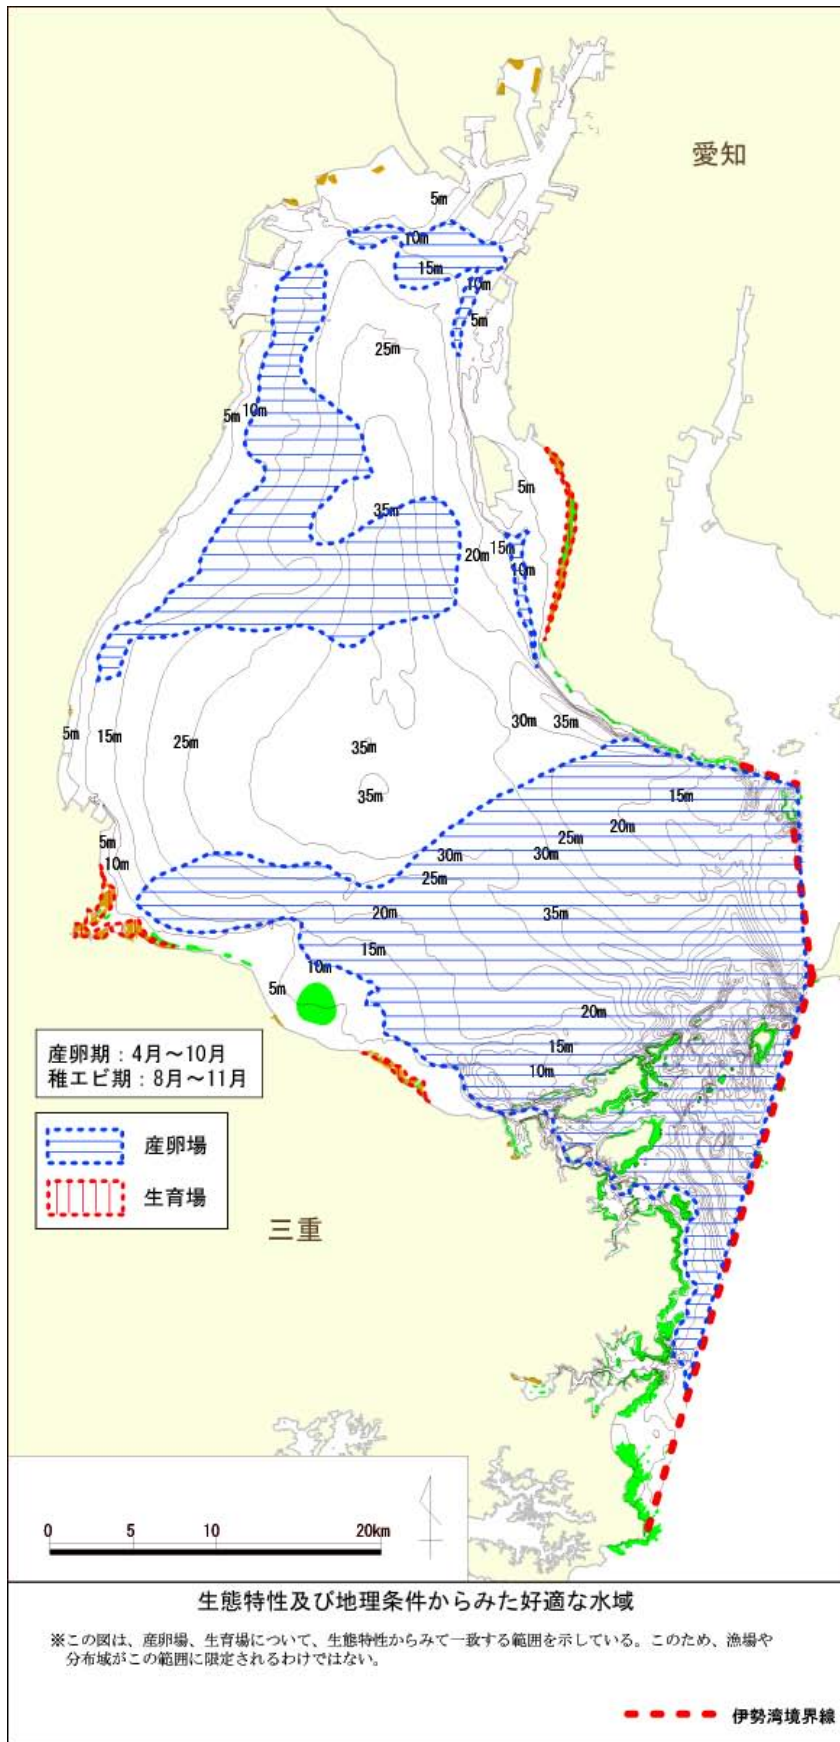 愛知
5m
10m
15m
10m
5m
25m
5m
10m
5m
35m
15m
20m
10m
30m
35m
5m
15m
25m
35m
15m
35m
20m
25m
5m
30m
30m
10m
25m
20m
35m
15m
10m
5m
20m
15m
10m
産卵期：4月～10月
稚エビ期：8月～11月
産卵場
生育場
三重
0 5 10 20km
生態特性及び地理条件からみた好適な水域
※この図は、産卵場、生育場について、生態特性からみて一致する範囲を示している。このため、漁場や
分布域がこの範囲に限定されるわけではない。
伊勢湾境界線